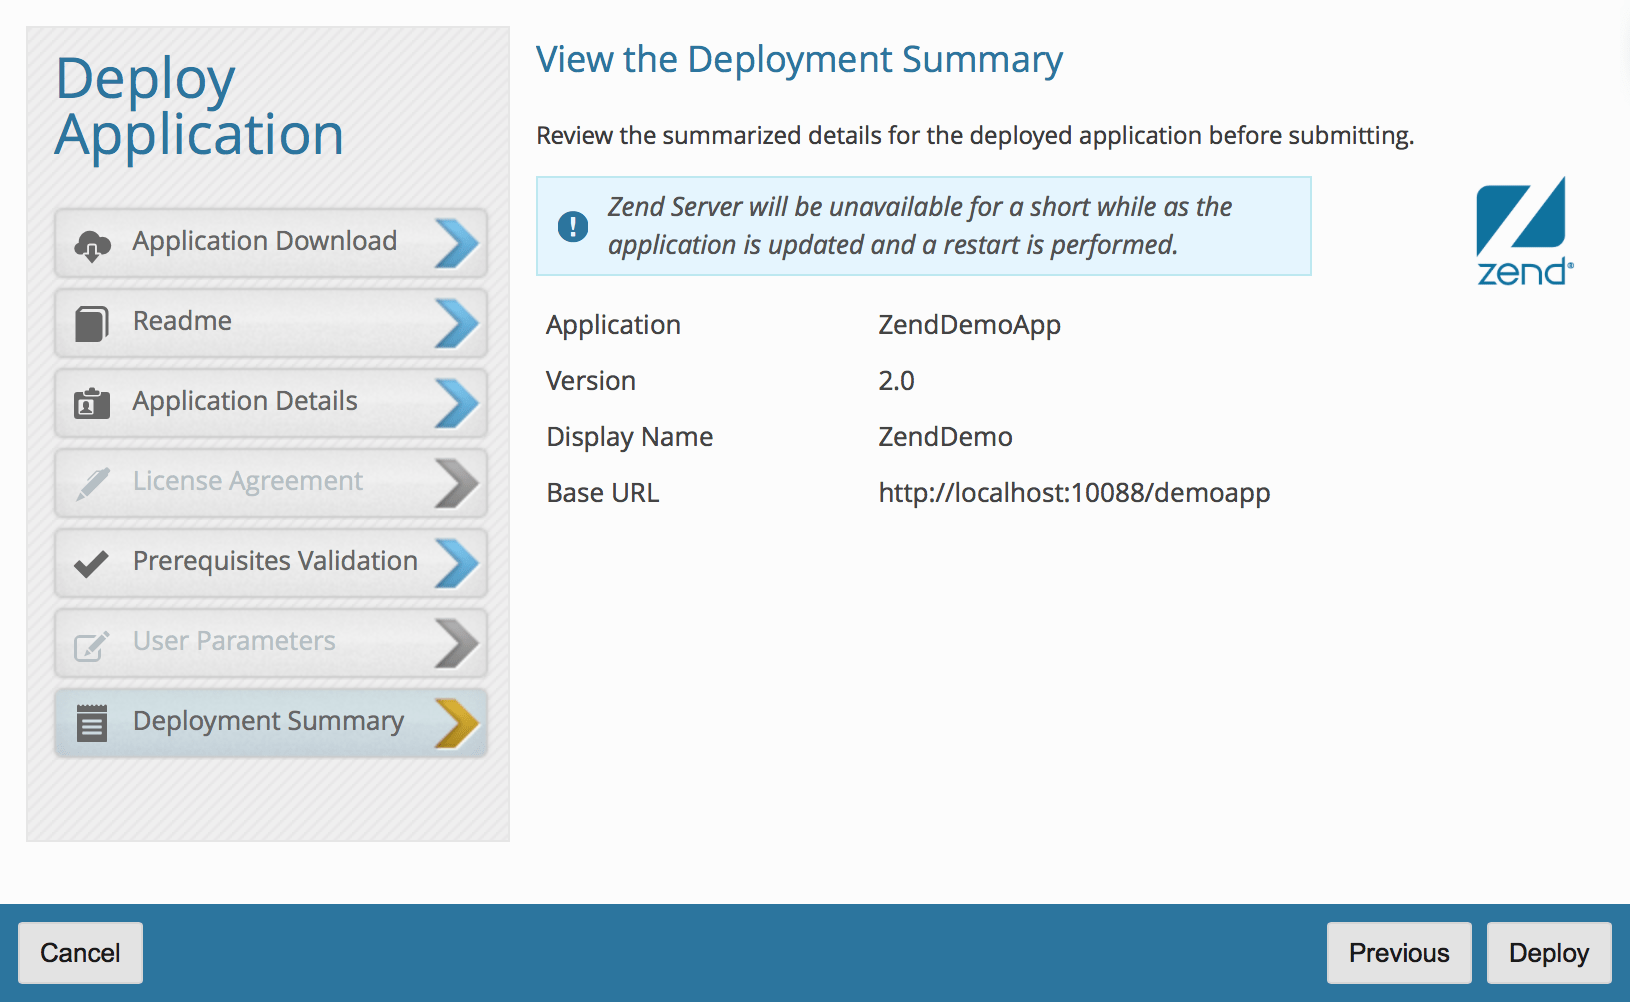 Deploy
Application
Application Download
Readme
Application Details
License Agreement
Prerequisites Validation
User Parameters
Deployment Summary
View the Deployment Summary
Review the summarized details for the deployed application before submitting.
Zend Server will be unavailable for a short while as the
application is updated and a restart is performed.
zend®
Application ZendDemoApp
Version 2.0
Display Name ZendDemo
Base URL http://localhost:10088/demoapp
Cancel Previous Deploy